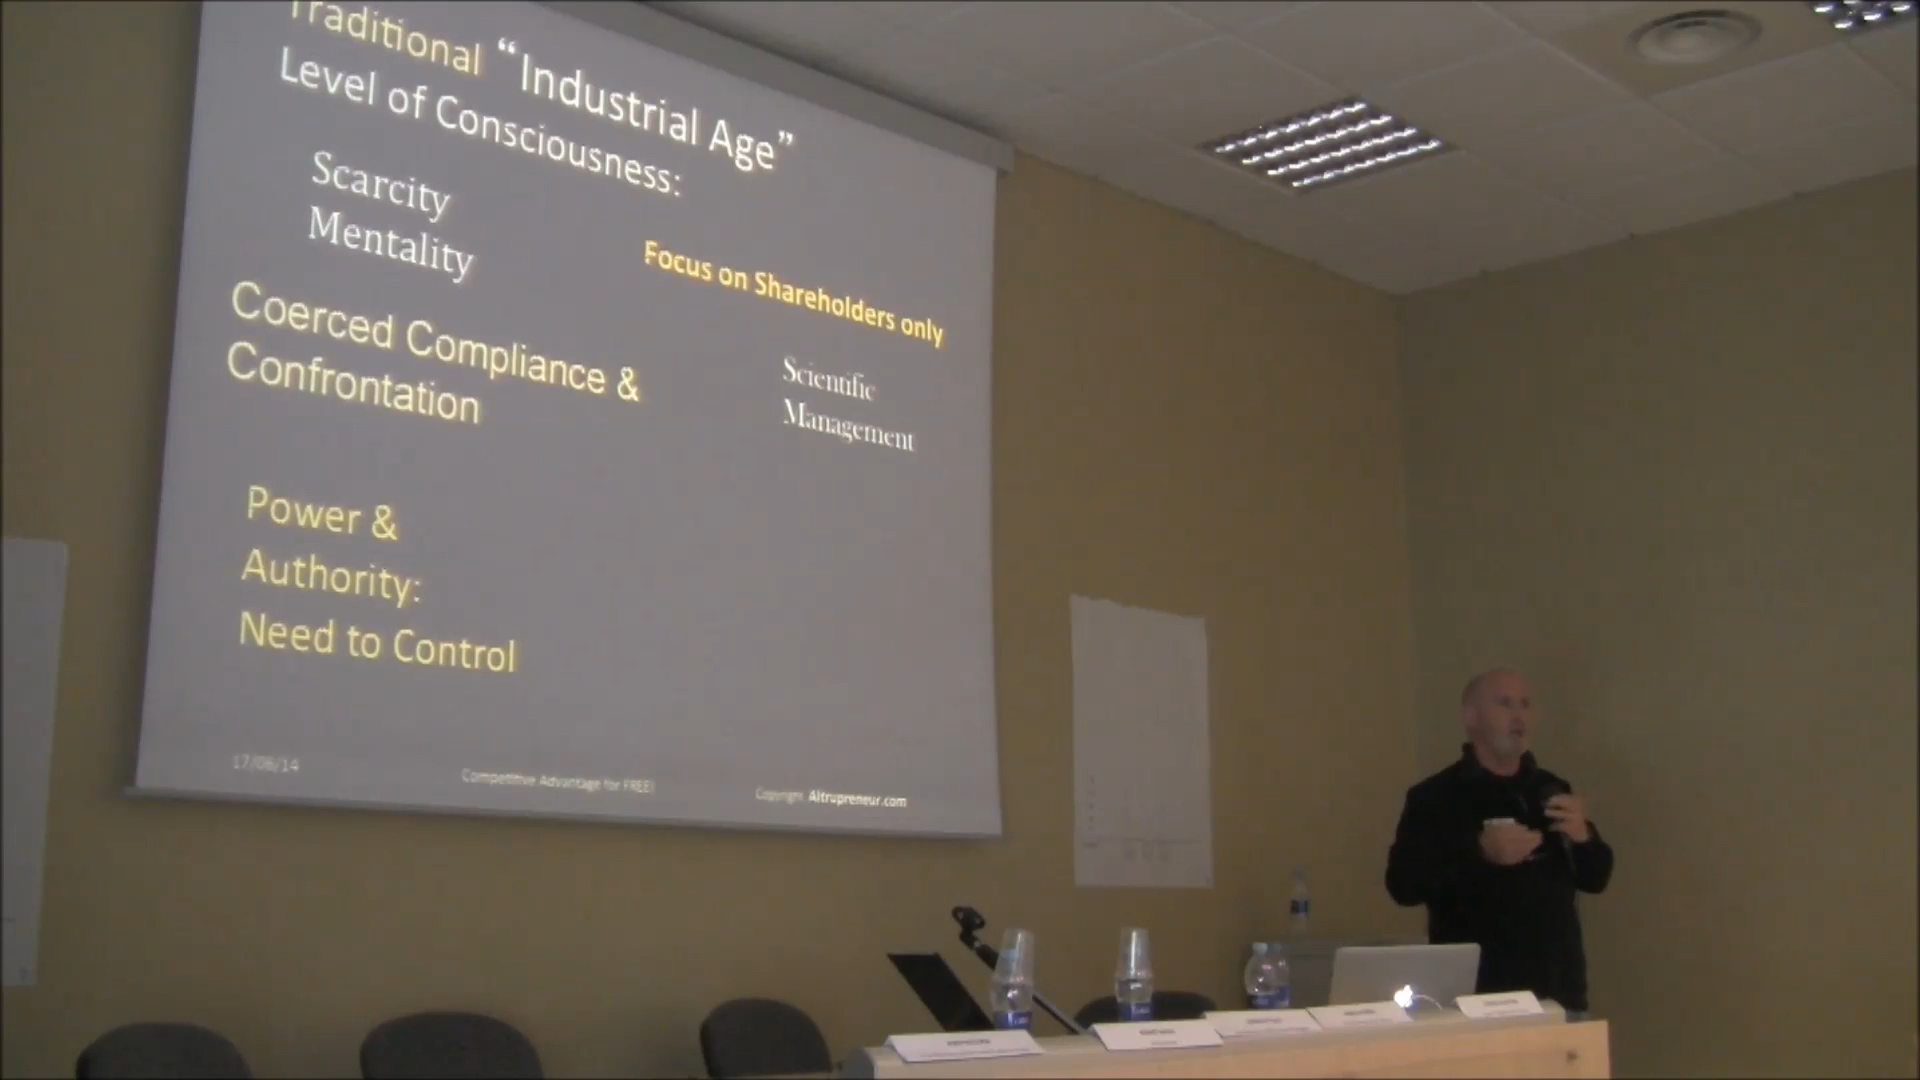 Traditional “Industrial Age”
Level of Consciousness:
Scarcity
Mentality
Focus on Shareholders only
Coerced Compliance &
Confrontation
Scientific
Management
Power &
Authority:
Need to Control
17/06/14
Competitive Advantage for FREE!
Copyright Altrupreneur.com